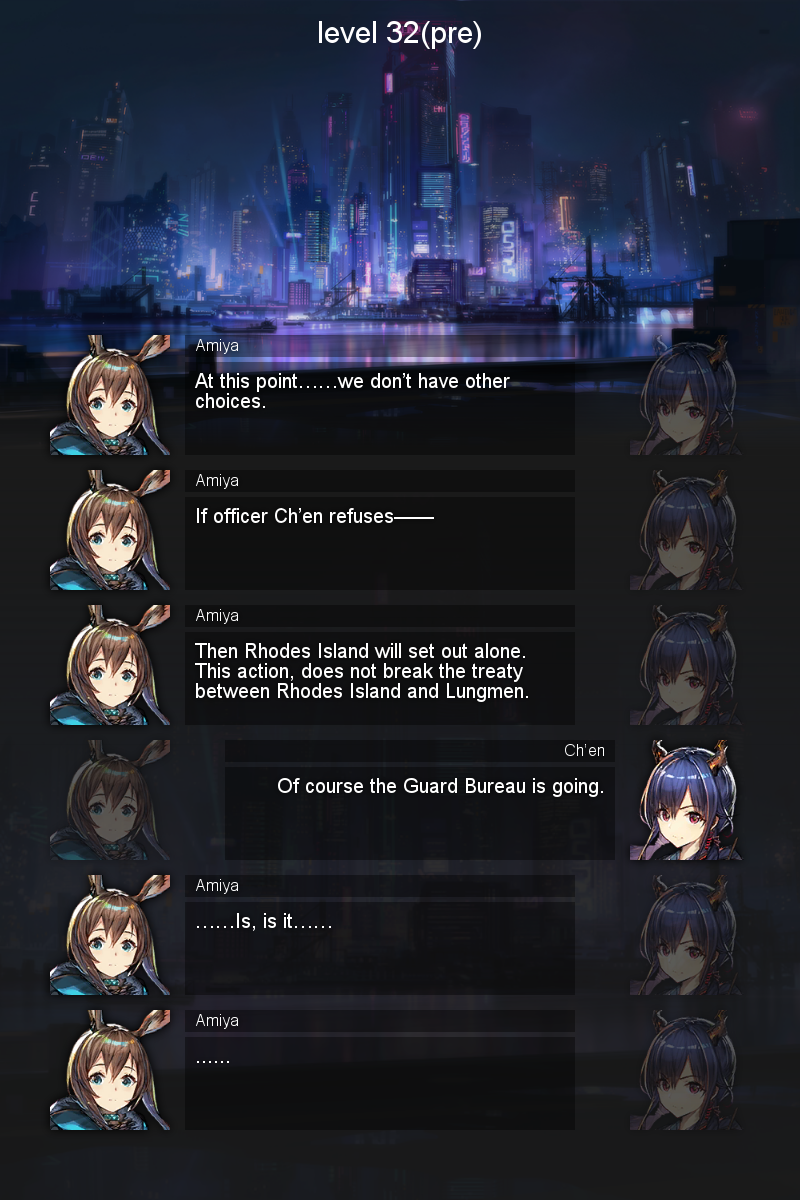 level 32(pre)
Amiya
At this point……we don't have other
choices.
Amiya
If officer Ch'en refuses——
Amiya
Then Rhodes Island will set out alone.
This action, does not break the treaty
between Rhodes Island and Lungmen.
Ch'en
Of course the Guard Bureau is going.
Amiya
……Is, is it……
Amiya
……